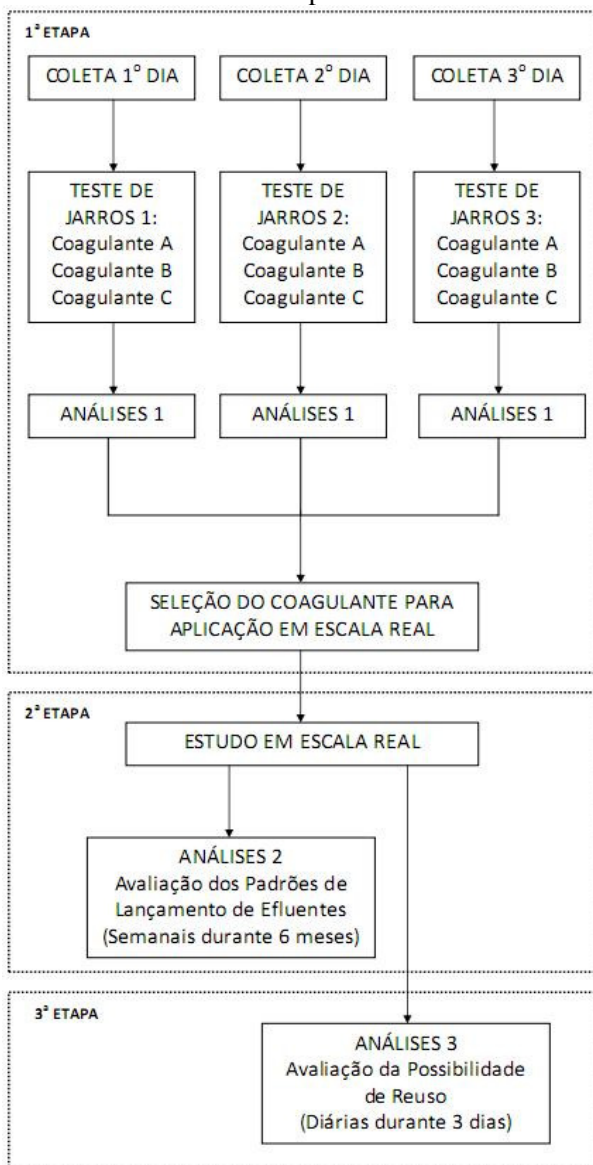 1ª ETAPA
COLETA 1º DIA
COLETA 2º DIA
COLETA 3º DIA
TESTE DE
JARROS 1:
Coagulante A
Coagulante B
Coagulante C
TESTE DE
JARROS 2:
Coagulante A
Coagulante B
Coagulante C
TESTE DE
JARROS 3:
Coagulante A
Coagulante B
Coagulante C
ANÁLISES 1
ANÁLISES 1
ANÁLISES 1
SELEÇÃO DO COAGULANTE PARA
APLICAÇÃO EM ESCALA REAL
2ª ETAPA
ESTUDO EM ESCALA REAL
ANÁLISES 2
Avaliação dos Padrões de
Lançamento de Efluentes
(Semanais durante 6 meses)
3ª ETAPA
ANÁLISES 3
Avaliação da Possibilidade
de Reuso
(Diárias durante 3 dias)